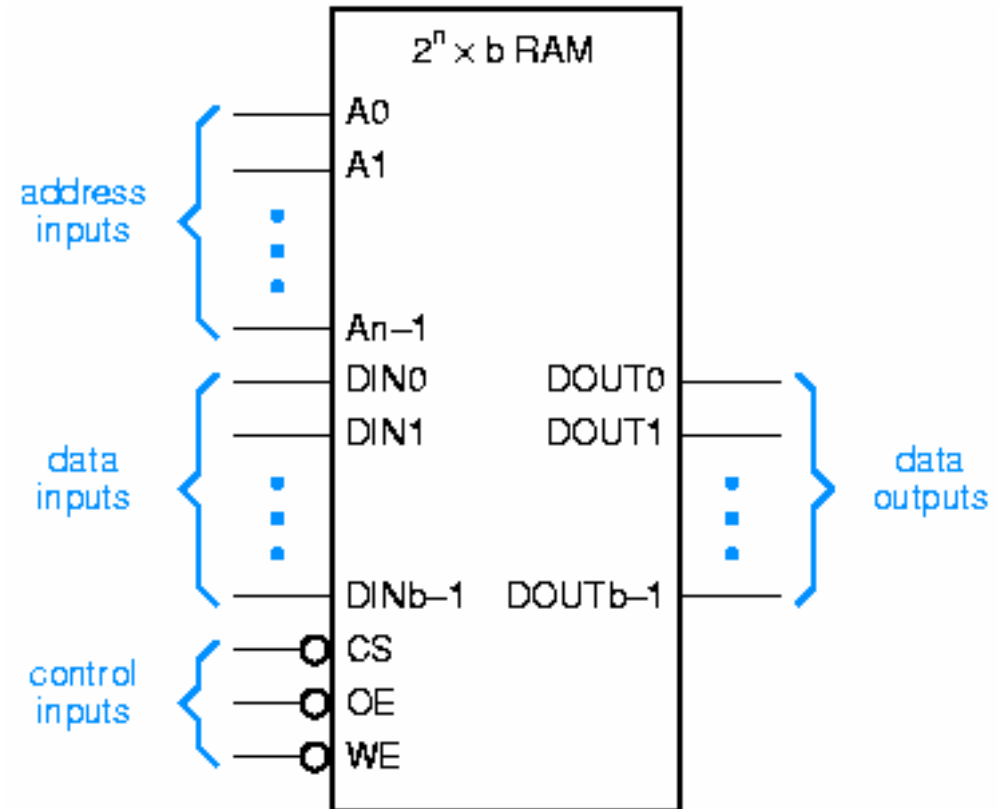 2ⁿ × b RAM
A0
A1
address
inputs
An–1
DIN0
DOUT0
DIN1
DOUT1
data
inputs
data
outputs
DINb–1
DOUTb–1
CS
control
inputs
OE
WE